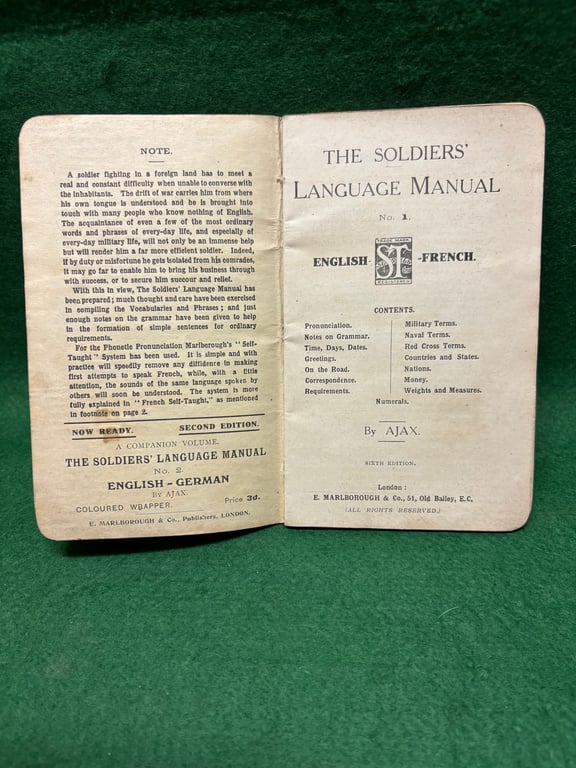 NOTE.
A soldier fighting in a foreign land has to meet a
real and constant difficulty when unable to converse with
the inhabitants. The drift of war carries him from where
his own tongue is understood and he is brought into
touch with many people who know nothing of English.
The acquaintance of even a few of the most ordinary
words and phrases of every-day life, and especially of
every-day military life, will not only be an immense help
but will render him a far more efficient soldier. Indeed,
if by duty or misfortune he gets isolated from his comrades,
it may go far to enable him to bring his business through
with success, or to secure him succour and relief.
With this in view, The Soldiers' Language Manual has
been prepared; much thought and care have been exercised
in compiling the Vocabularies and Phrases; and just
enough notes on the grammar have been given to help
in the formation of simple sentences for ordinary
requirements.
For the Phonetic Pronunciation Marlborough's "Self-
Taught" System has been used. It is simple and with
practice will speedily remove any diffidence in making
first attempts to speak French, while, with a little
attention, the sounds of the same language spoken by
others will soon be understood. The system is more
fully explained in "French Self-Taught," as mentioned
in footnote on page 2.
NOW READY. SECOND EDITION.
A COMPANION VOLUME.
THE SOLDIERS' LANGUAGE MANUAL
No. 2.
ENGLISH-GERMAN
BY AJAX.
COLOURED WRAPPER. Price 3d.
E. MARLBOROUGH & Co., Publishers, LONDON.
THE SOLDIERS'
LANGUAGE MANUAL
No. 1.
TRADE MARK
ENGLISH- ST -FRENCH.
REGISTERED
CONTENTS.
Pronunciation. Military Terms.
Notes on Grammar. Naval Terms.
Time, Days, Dates. Red Cross Terms.
Greetings. Countries and States.
On the Road. Nations.
Correspondence. Money.
Requirements. Weights and Measures.
Numerals.
By AJAX.
SIXTH EDITION.
London:
E. MARLBOROUGH & Co., 51, Old Bailey, E.C.
(ALL RIGHTS RESERVED.)